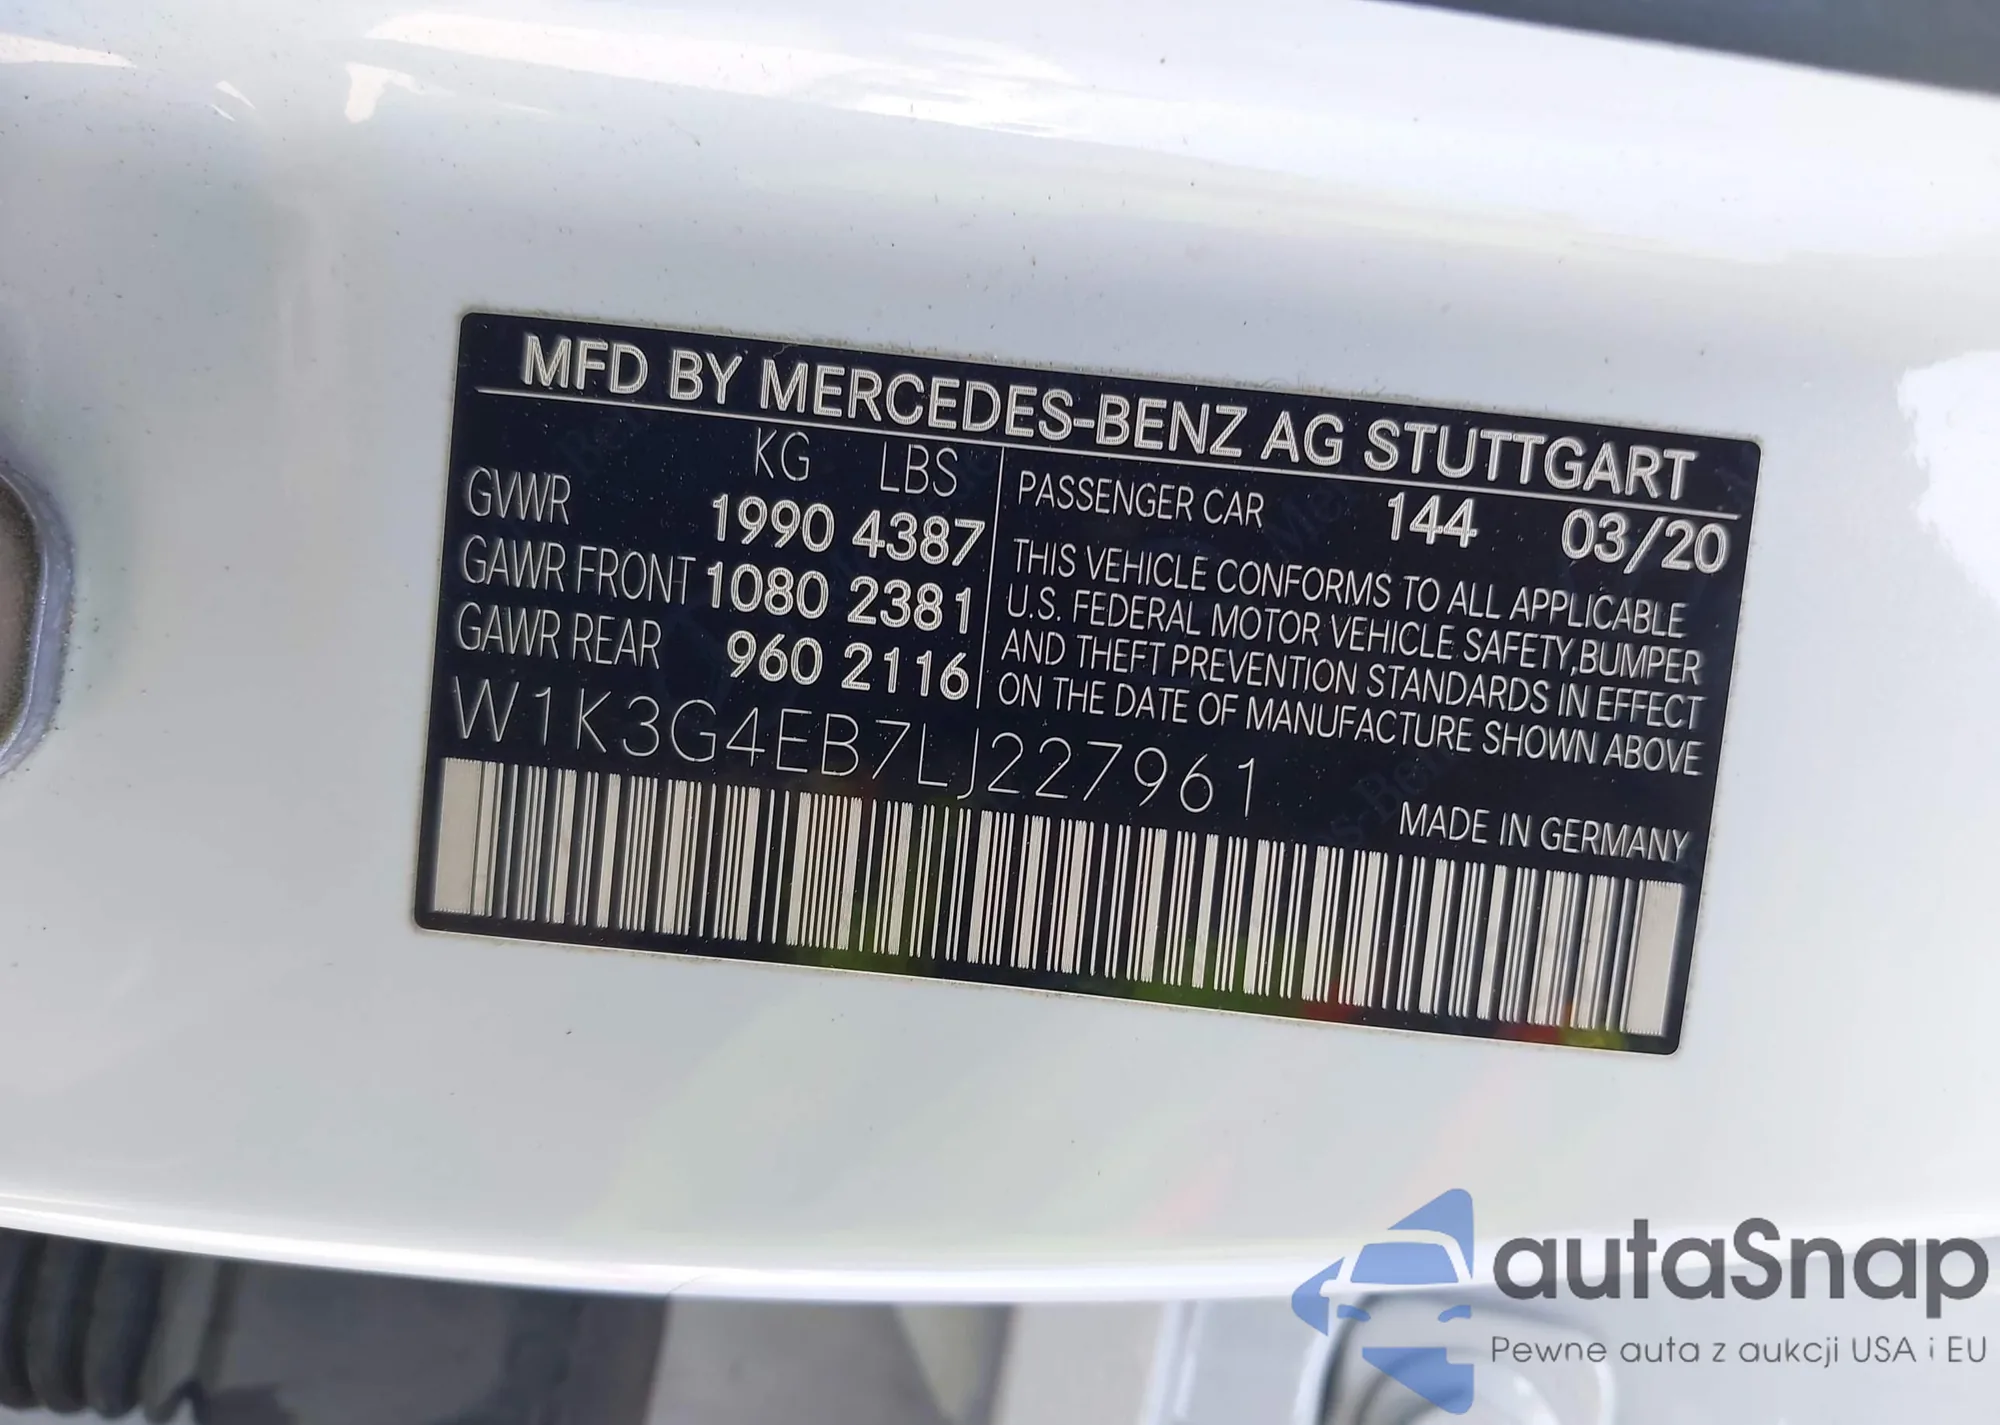 MFD BY MERCEDES-BENZ AG STUTTGART
KG LBS
GVWR 1990 4387
GAWR FRONT 1080 2381
GAWR REAR 960 2116
PASSENGER CAR 144 03/20
THIS VEHICLE CONFORMS TO ALL APPLICABLE
U.S. FEDERAL MOTOR VEHICLE SAFETY,BUMPER
AND THEFT PREVENTION STANDARDS IN EFFECT
ON THE DATE OF MANUFACTURE SHOWN ABOVE
W1K3G4EB7LJ227961
MADE IN GERMANY
autaSnap
Pewne auta z aukcji USA i EU